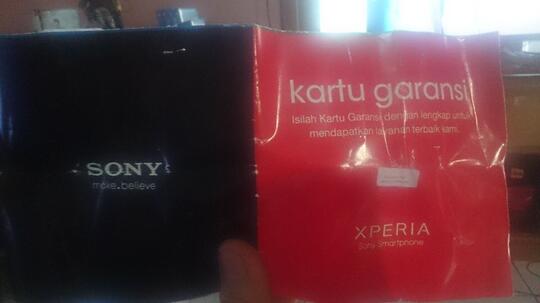 SONY
make.believe
kartu garansi
Isilah Kartu Garansi dengan lengkap untuk
mendapatkan layanan terbaik kami.
XPERIA
Sony Smartphone